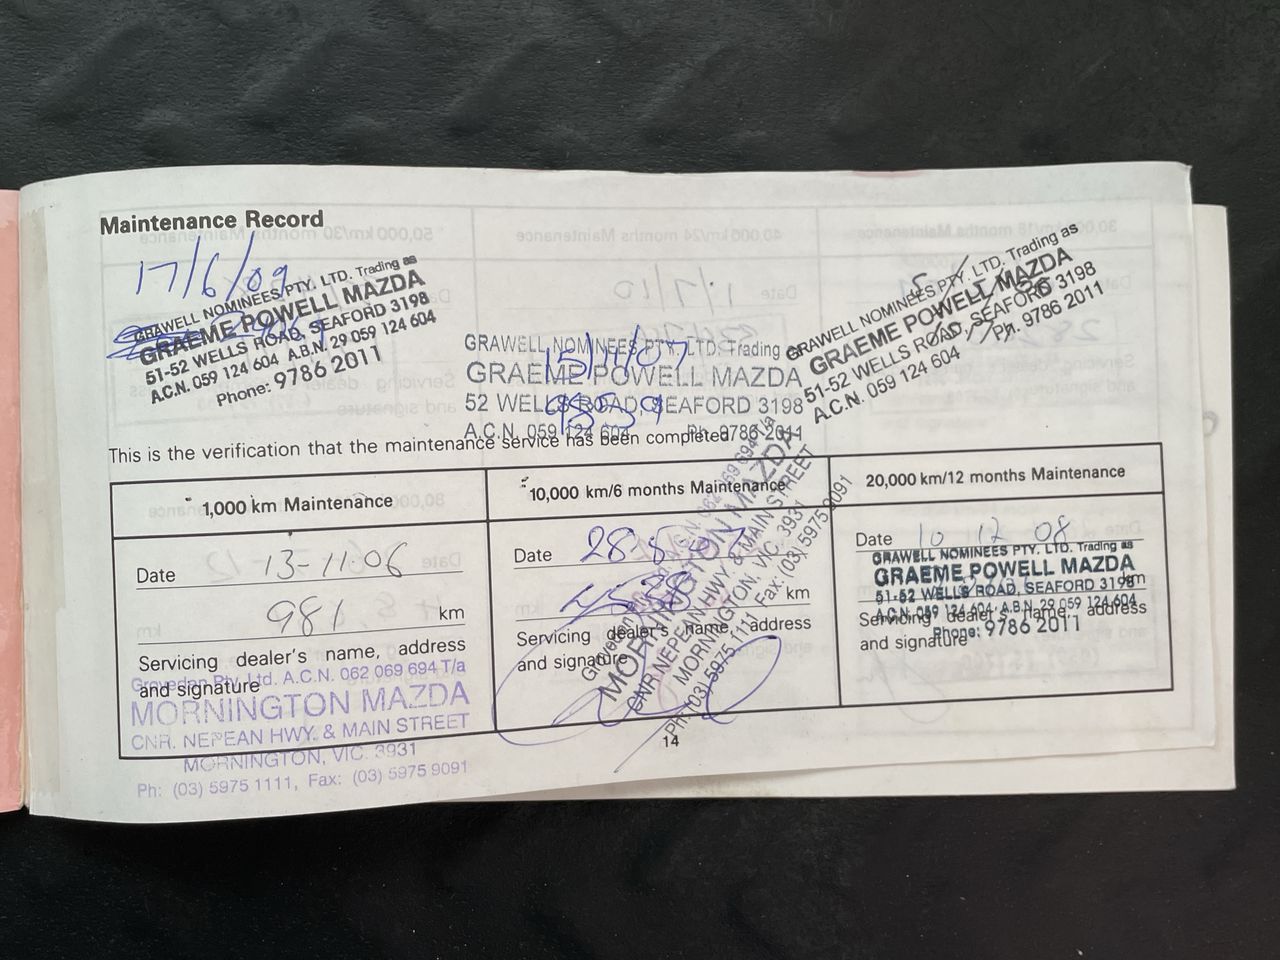 Maintenance Record
17/6/09
GRAWELL NOMINEES PTY. LTD. Trading as
GRAEME POWELL MAZDA
51-52 WELLS ROAD, SEAFORD 3198
A.C.N. 059 124 604 A.B.N. 29 059 124 604
Phone: 9786 2011
GRAWELL NOMINEES PTY. LTD. Trading
GRAEME POWELL MAZDA
52 WELLS ROAD, SEAFORD 3198
A.C.N. 059 124 604 Ph. 9786 2011
GRAWELL NOMINEES PTY. LTD. Trading as
GRAEME POWELL MAZDA
51-52 WELLS ROAD, SEAFORD 3198
A.C.N. 059 124 604 Ph. 9786 2011
This is the verification that the maintenance service has been completed
1,000 km Maintenance
Date 13-11-06
981 km
Servicing dealer's name, address
and signature
Grovedan Pty. Ltd. A.C.N. 062 069 694 T/a
MORNINGTON MAZDA
CNR. NEPEAN HWY. & MAIN STREET
MORNINGTON, VIC. 3931
Ph: (03) 5975 1111, Fax: (03) 5975 9091
10,000 km/6 months Maintenance
Date 28
km
Servicing dealer's name, address
and signature
MORNINGTON MAZDA
CNR NEPEAN HWY & MAIN STREET
MORNINGTON, VIC. 3931
Ph: (03) 5975 1111 Fax: (03) 5975 9091
20,000 km/12 months Maintenance
Date 10 12 08
km
Servicing dealer's name, address
and signature
GRAWELL NOMINEES PTY. LTD. Trading as
GRAEME POWELL MAZDA
51-52 WELLS ROAD, SEAFORD 3198
A.C.N. 059 124 604 A.B.N. 29 059 124 604
Phone: 9786 2011
14